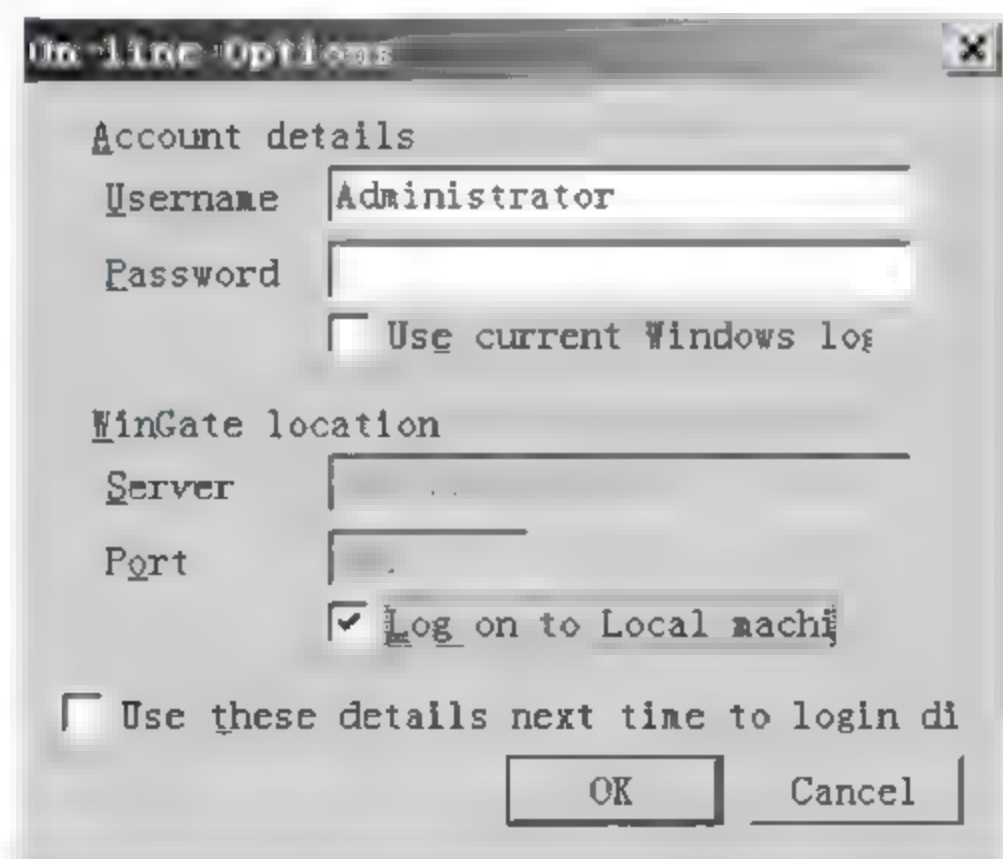 On-line Options
Account details
Username Administrator
Password
Use current Windows log
WinGate location
Server
Port
Log on to Local machi
Use these details next time to login di
OK Cancel